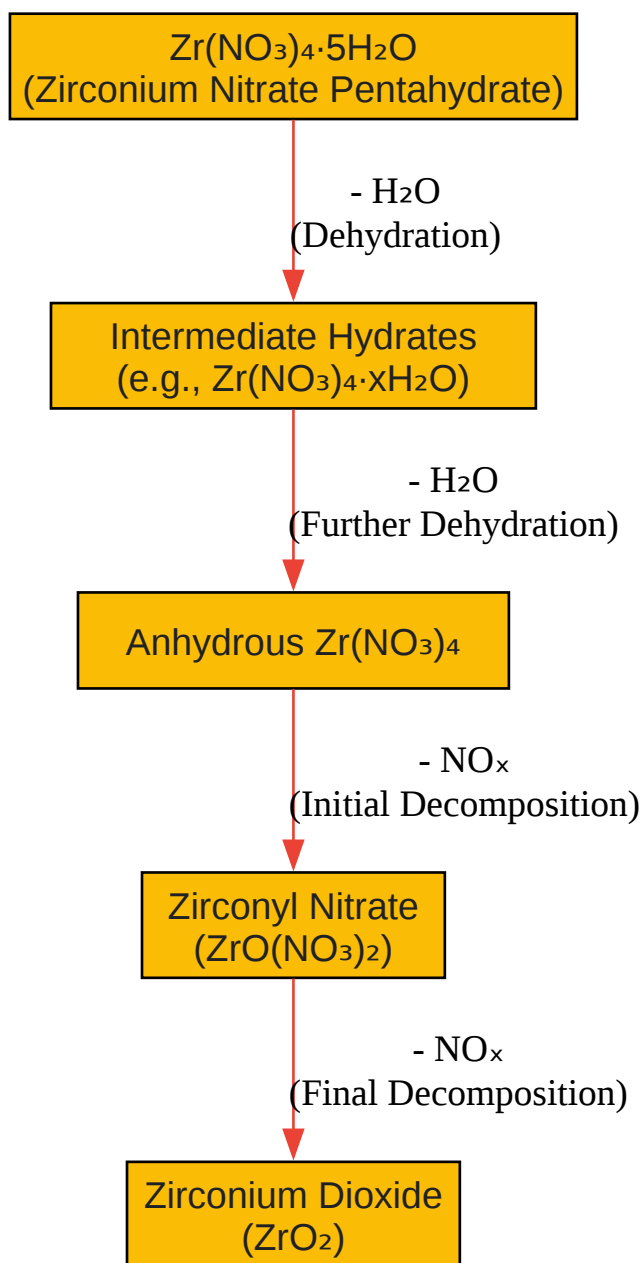 Zr(NO₃)₄·5H₂O
(Zirconium Nitrate Pentahydrate)
- H₂O
(Dehydration)
Intermediate Hydrates
(e.g., Zr(NO₃)₄·xH₂O)
- H₂O
(Further Dehydration)
Anhydrous Zr(NO₃)₄
- NOₓ
(Initial Decomposition)
Zirconyl Nitrate
(ZrO(NO₃)₂)
- NOₓ
(Final Decomposition)
Zirconium Dioxide
(ZrO₂)